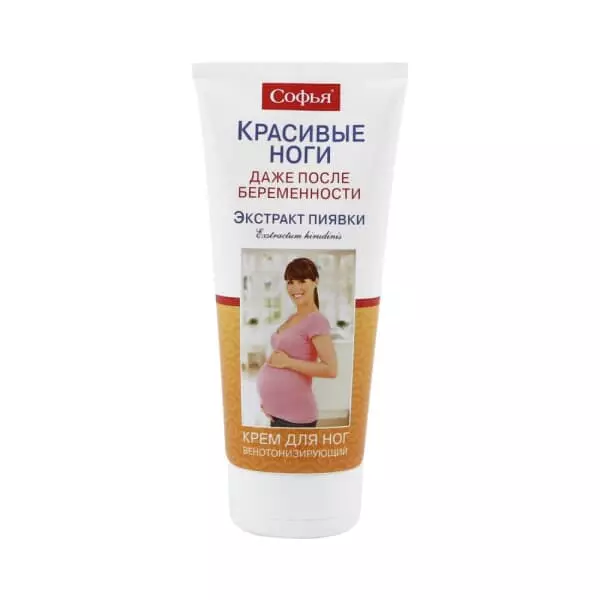 Софья®
КРАСИВЫЕ
НОГИ
ДАЖЕ ПОСЛЕ
БЕРЕМЕННОСТИ
ЭКСТРАКТ ПИЯВКИ
Extractum hirudinis
КРЕМ ДЛЯ НОГ
ВЕНОТОНИЗИРУЮЩИЙ